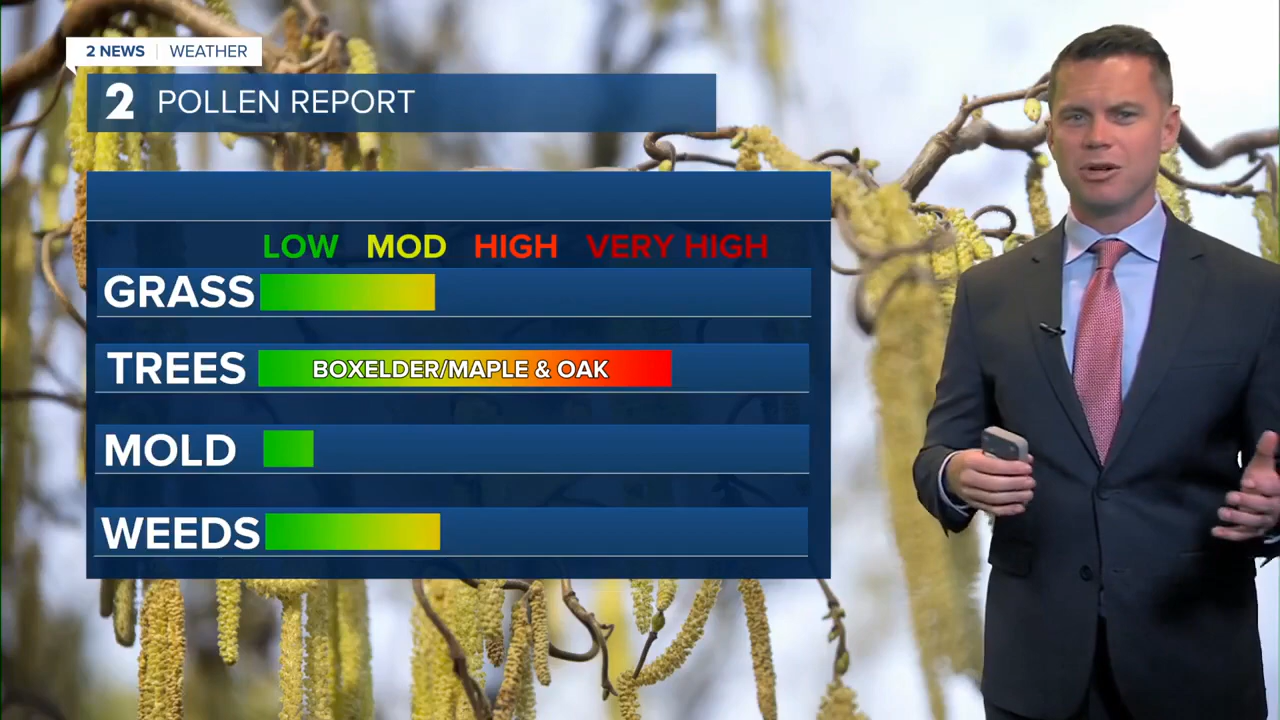 2 NEWS | WEATHER
2 POLLEN REPORT
LOW MOD HIGH VERY HIGH
GRASS
TREES BOXELDER/MAPLE & OAK
MOLD
WEEDS